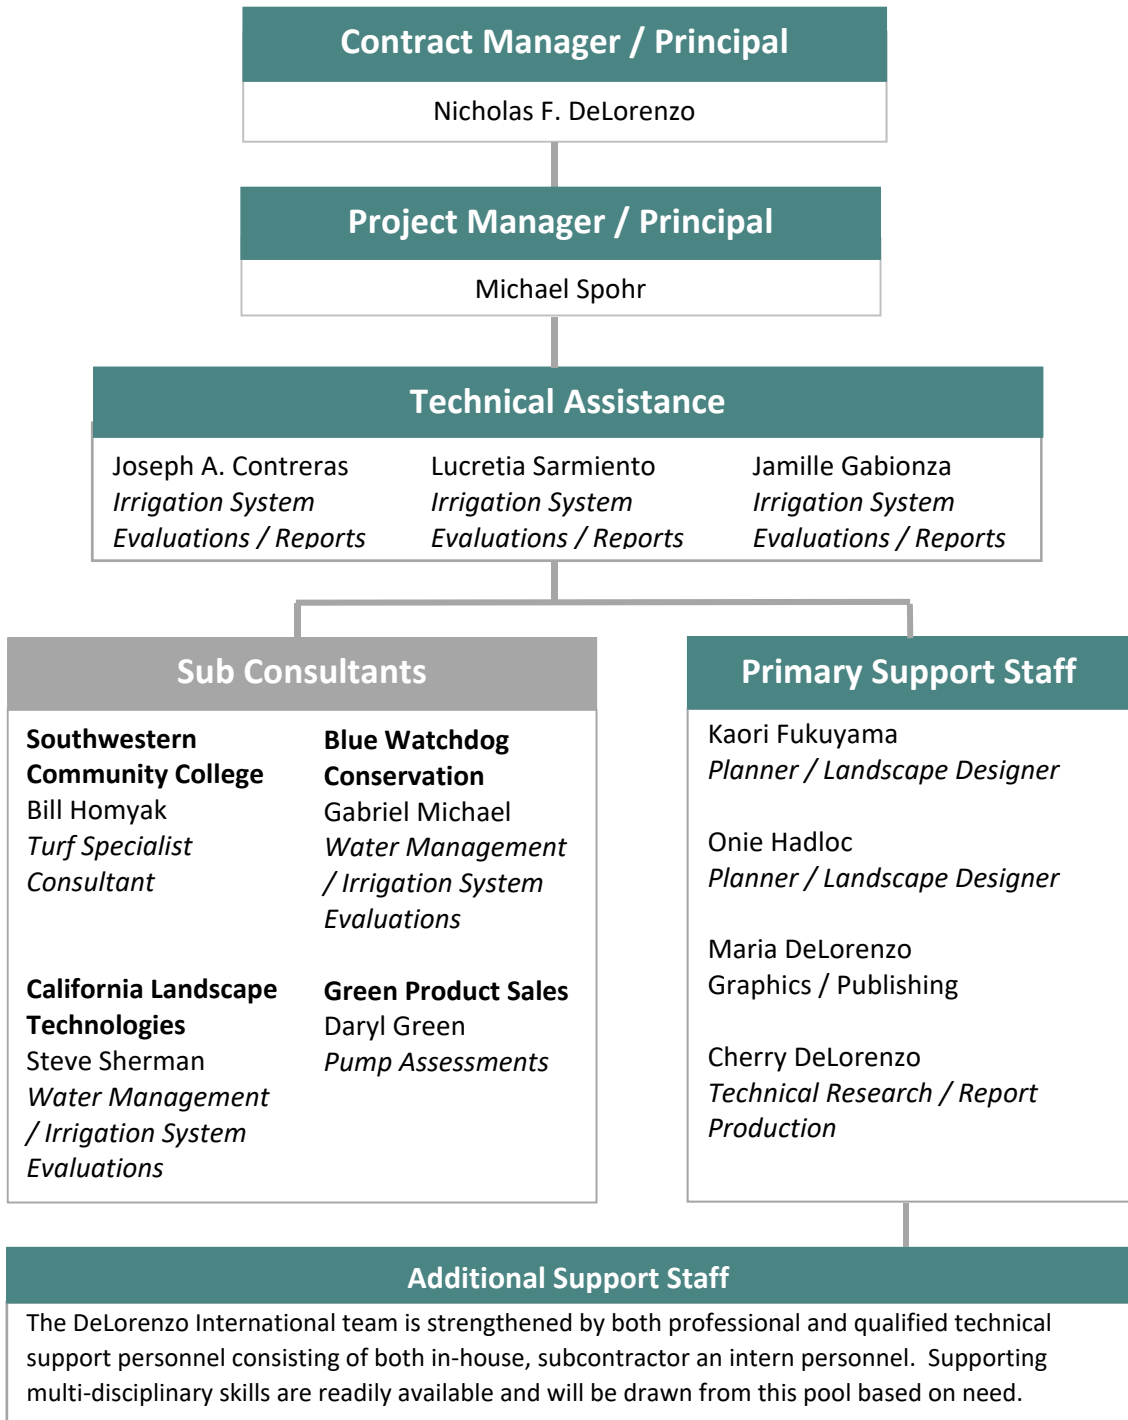 Contract Manager / Principal
Nicholas F. DeLorenzo
Project Manager / Principal
Michael Spohr
Technical Assistance
Joseph A. Contreras
Irrigation System
Evaluations / Reports
Lucretia Sarmiento
Irrigation System
Evaluations / Reports
Jamille Gabionza
Irrigation System
Evaluations / Reports
Sub Consultants
Southwestern
Community College
Bill Homyak
Turf Specialist
Consultant
Blue Watchdog
Conservation
Gabriel Michael
Water Management
/ Irrigation System
Evaluations
California Landscape
Technologies
Steve Sherman
Water Management
/ Irrigation System
Evaluations
Green Product Sales
Daryl Green
Pump Assessments
Primary Support Staff
Kaori Fukuyama
Planner / Landscape Designer
Onie Hadloc
Planner / Landscape Designer
Maria DeLorenzo
Graphics / Publishing
Cherry DeLorenzo
Technical Research / Report
Production
Additional Support Staff
The DeLorenzo International team is strengthened by both professional and qualified technical
support personnel consisting of both in-house, subcontractor an intern personnel.  Supporting
multi-disciplinary skills are readily available and will be drawn from this pool based on need.